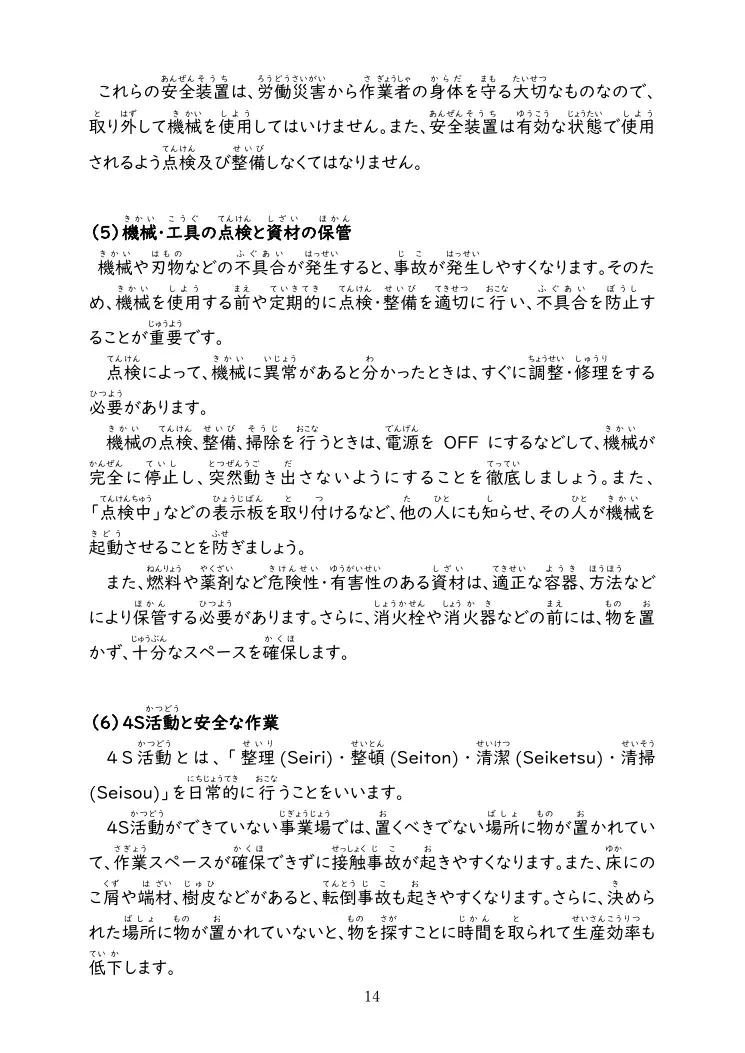 これらの安全装置は、労働災害から作業者の身体を守る大切なものなので、
取り外して機械を使用してはいけません。また、安全装置は有効な状態で使用
されるよう点検及び整備しなくてはなりません。
（5）機械・工具の点検と資材の保管
機械や刃物などの不具合が発生すると、事故が発生しやすくなります。そのた
め、機械を使用する前や定期的に点検・整備を適切に行い、不具合を防止す
ることが重要です。
点検によって、機械に異常があると分かったときは、すぐに調整・修理をする
必要があります。
機械の点検、整備、掃除を行うときは、電源を OFF にするなどして、機械が
完全に停止し、突然動き出さないようにすることを徹底しましょう。また、
「点検中」などの表示板を取り付けるなど、他の人にも知らせ、その人が機械を
起動させることを防ぎましょう。
また、燃料や薬剤など危険性・有害性のある資材は、適正な容器、方法など
により保管する必要があります。さらに、消火栓や消火器などの前には、物を置
かず、十分なスペースを確保します。
（6）4S活動と安全な作業
4S活動とは、「整理 (Seiri)・整頓 (Seiton)・清潔 (Seiketsu)・清掃
(Seisou)」を日常的に行うことをいいます。
4S活動ができていない事業場では、置くべきでない場所に物が置かれてい
て、作業スペースが確保できずに接触事故が起きやすくなります。また、床にの
こ屑や端材、樹皮などがあると、転倒事故も起きやすくなります。さらに、決めら
れた場所に物が置かれていないと、物を探すことに時間を取られて生産効率も
低下します。
14